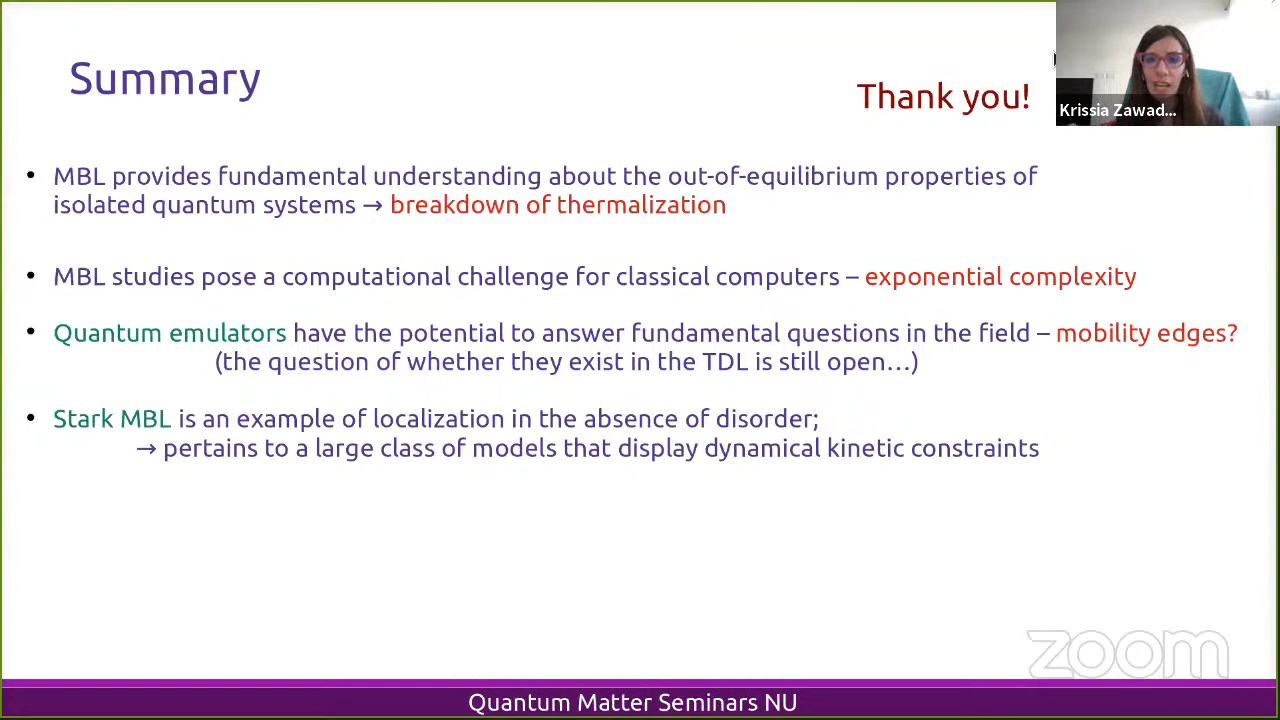 Summary
Thank you!
Krissia Zawad...
• MBL provides fundamental understanding about the out-of-equilibrium properties of
isolated quantum systems → breakdown of thermalization
• MBL studies pose a computational challenge for classical computers – exponential complexity
• Quantum emulators have the potential to answer fundamental questions in the field – mobility edges?
(the question of whether they exist in the TDL is still open...)
• Stark MBL is an example of localization in the absence of disorder;
→ pertains to a large class of models that display dynamical kinetic constraints
zoom
Quantum Matter Seminars NU